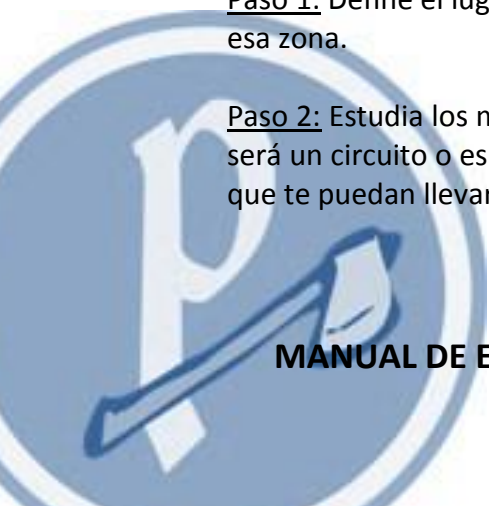 Paso 1: Define el lug
esa zona.
Paso 2: Estudia los
será un circuito o es
que te puedan lleva
MANUAL DE E
P